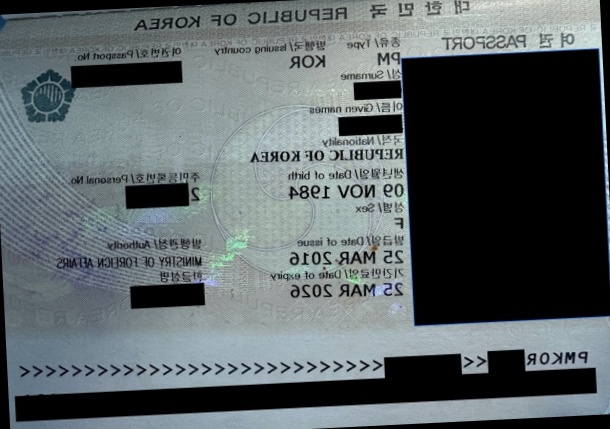 대한민국 REPUBLIC OF KOREA
여권 PASSPORT
종류/Type 발행국/Issuing country 여권번호/Passport No.
PM KOR
성/Surname
이름/Given names
국적/Nationality
REPUBLIC OF KOREA
생년월일/Date of birth 주민등록번호/Personal No.
09 NOV 1984 2
성별/Sex
F
발급일/Date of issue 발행관청/Authority
25 MAR 2016 MINISTRY OF FOREIGN AFFAIRS
기간만료일/Date of expiry 한글성명
25 MAR 2026
PMKOR <<<<<<<<<<<<<<<<<<<<<<<<<<<<<